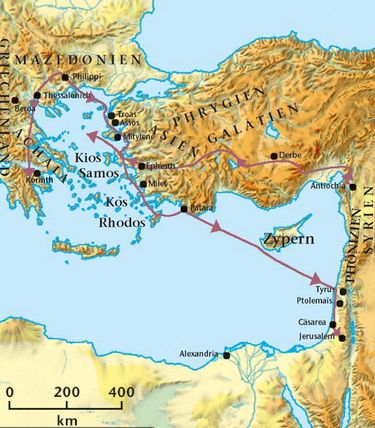 MAZEDONIEN
GRIECHENLAND
Philippi
Thessalonich
Beröa
PHRYGIEN
Troas
Assos
ASIEN GALATIEN
Mitylene
ACHAIA
Kios
Samos
Ephesus
Derbe
Korinth
Milet
Antiochia
Kos
Rhodos
Patara
SYRIEN
Zypern
PHÖNIZIEN
Tyrus
Ptolemais
Cäsarea
Jerusalem
Alexandria
0 200 400
km